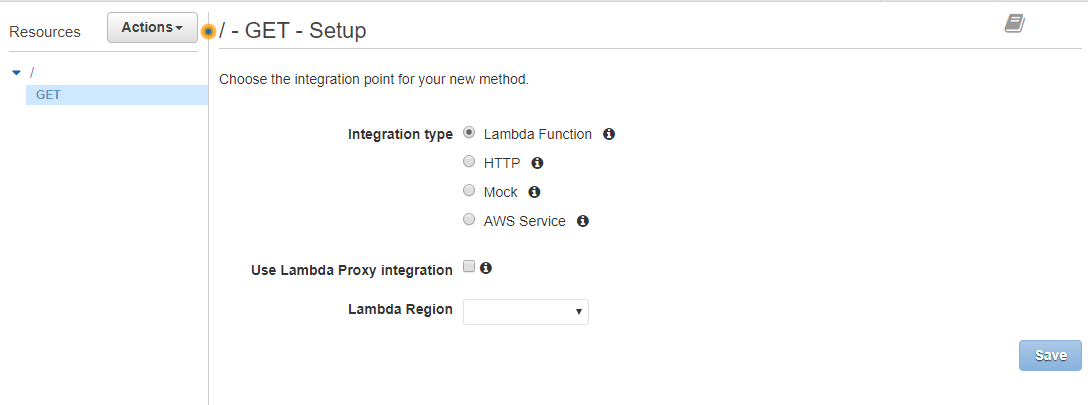 Resources
Actions
/ - GET - Setup
/
GET
Choose the integration point for your new method.
Integration type
Lambda Function
HTTP
Mock
AWS Service
Use Lambda Proxy integration
Lambda Region
Save